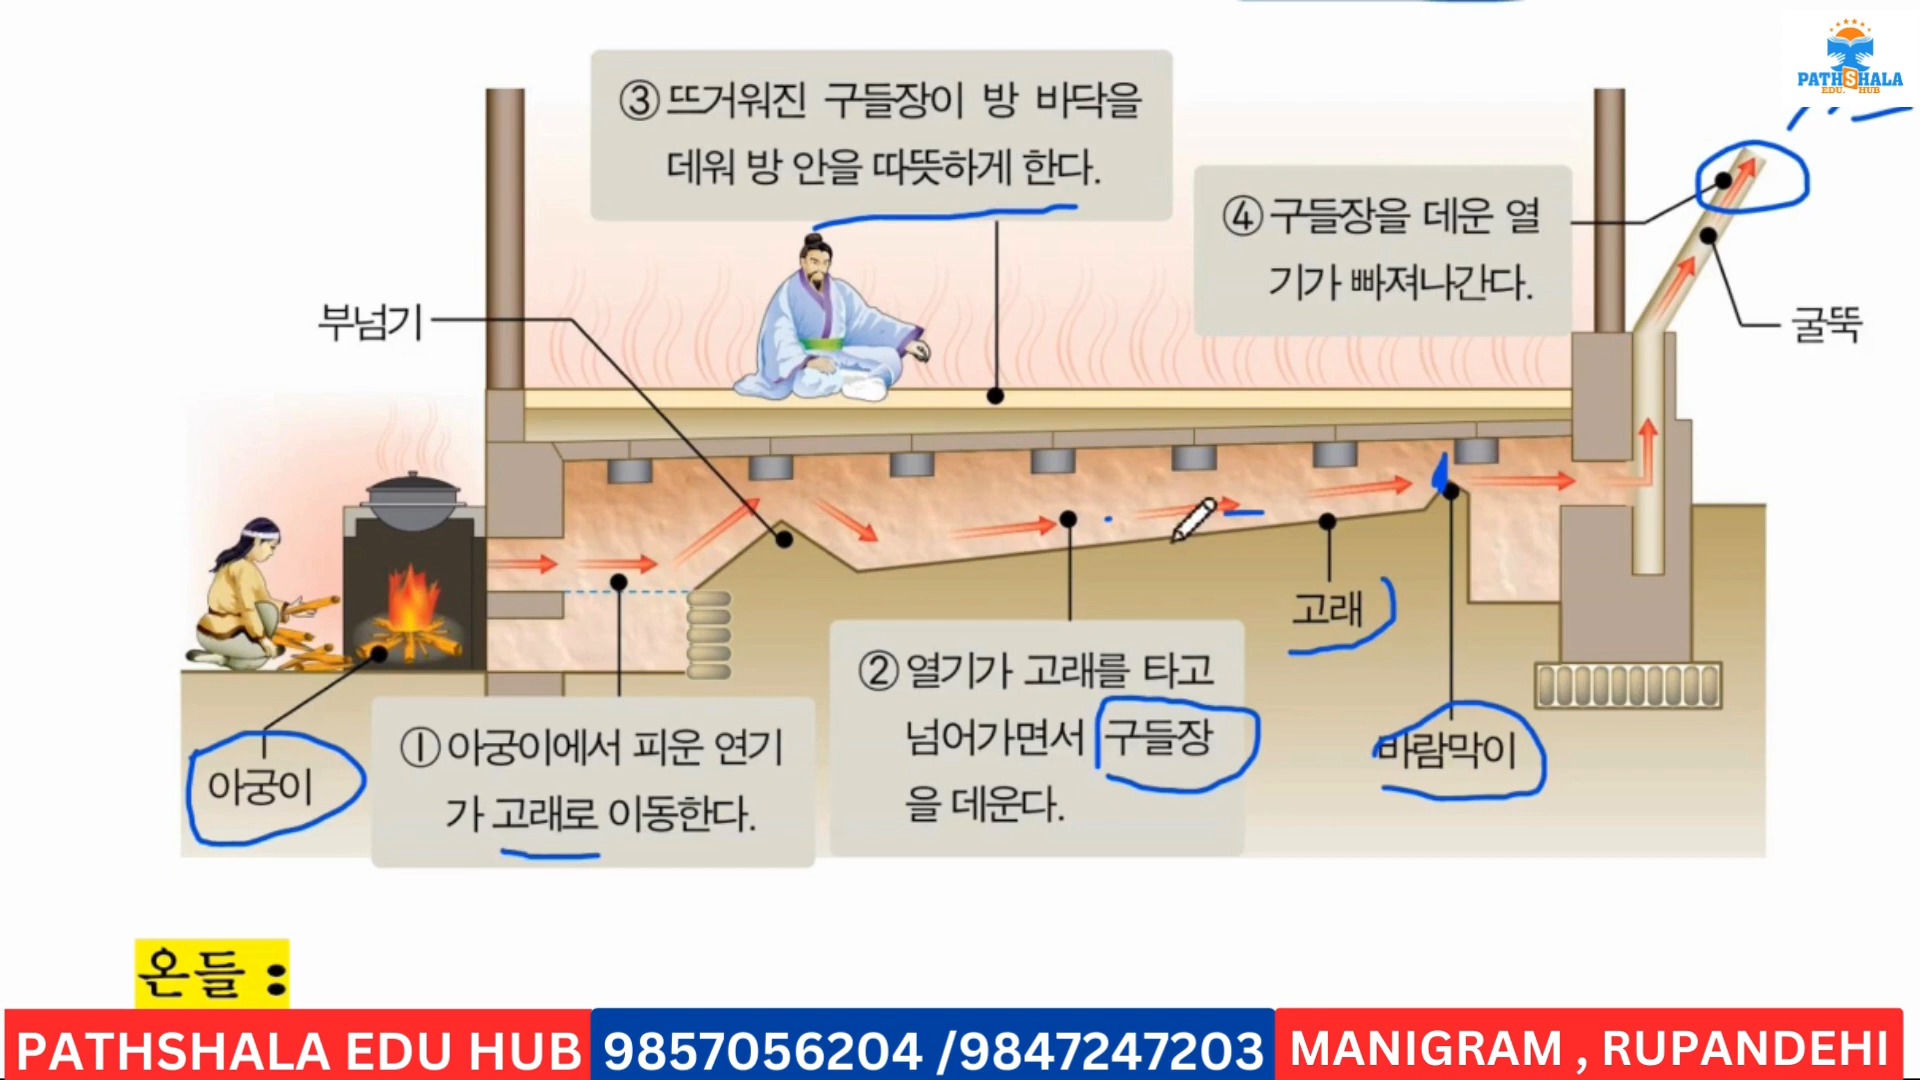 PATHSHALA
EDU. HUB
③ 뜨거워진 구들장이 방 바닥을
데워 방 안을 따뜻하게 한다.
④ 구들장을 데운 열
기가 빠져나간다.
부넘기
굴뚝
고래
② 열기가 고래를 타고
넘어가면서 구들장
을 데운다.
① 아궁이에서 피운 연기
가 고래로 이동한다.
아궁이
바람막이
온들 :
PATHSHALA EDU HUB
9857056204 /9847247203
MANIGRAM , RUPANDEHI